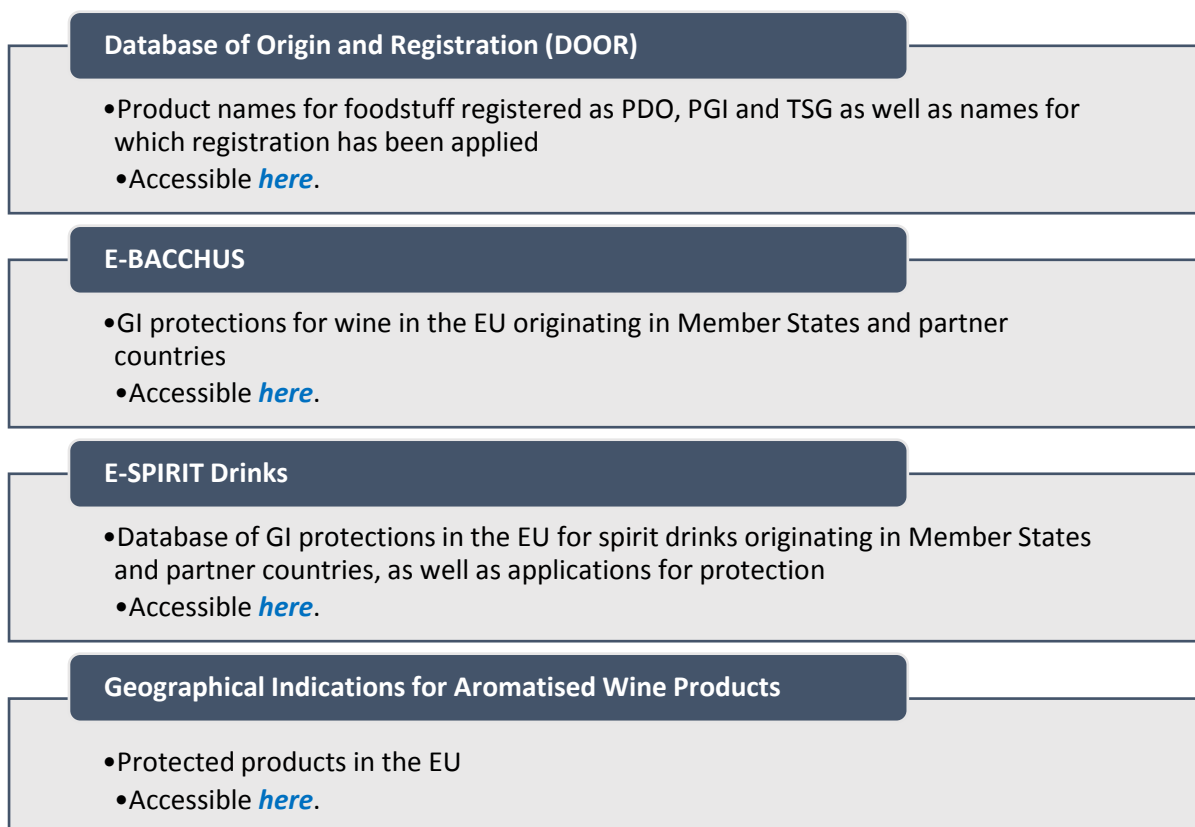 Database of Origin and Registration (DOOR)
•Product names for foodstuff registered as PDO, PGI and TSG as well as names for
which registration has been applied
•Accessible here.
E-BACCHUS
•GI protections for wine in the EU originating in Member States and partner
countries
•Accessible here.
E-SPIRIT Drinks
•Database of GI protections in the EU for spirit drinks originating in Member States
and partner countries, as well as applications for protection
•Accessible here.
Geographical Indications for Aromatised Wine Products
•Protected products in the EU
•Accessible here.